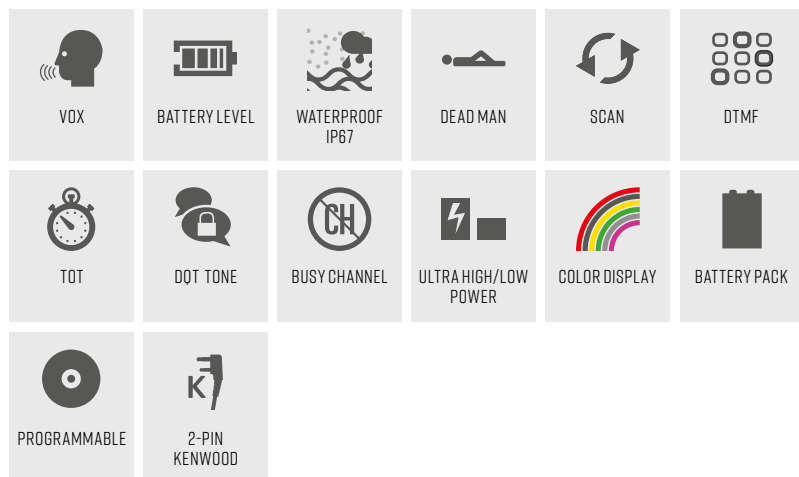 VOX
BATTERY LEVEL
WATERPROOF
IP67
DEAD MAN
SCAN
DTMF
TOT
DQT TONE
CH
BUSY CHANNEL
ULTRA HIGH/LOW
POWER
COLOR DISPLAY
BATTERY PACK
PROGRAMMABLE
K
2-PIN
KENWOOD